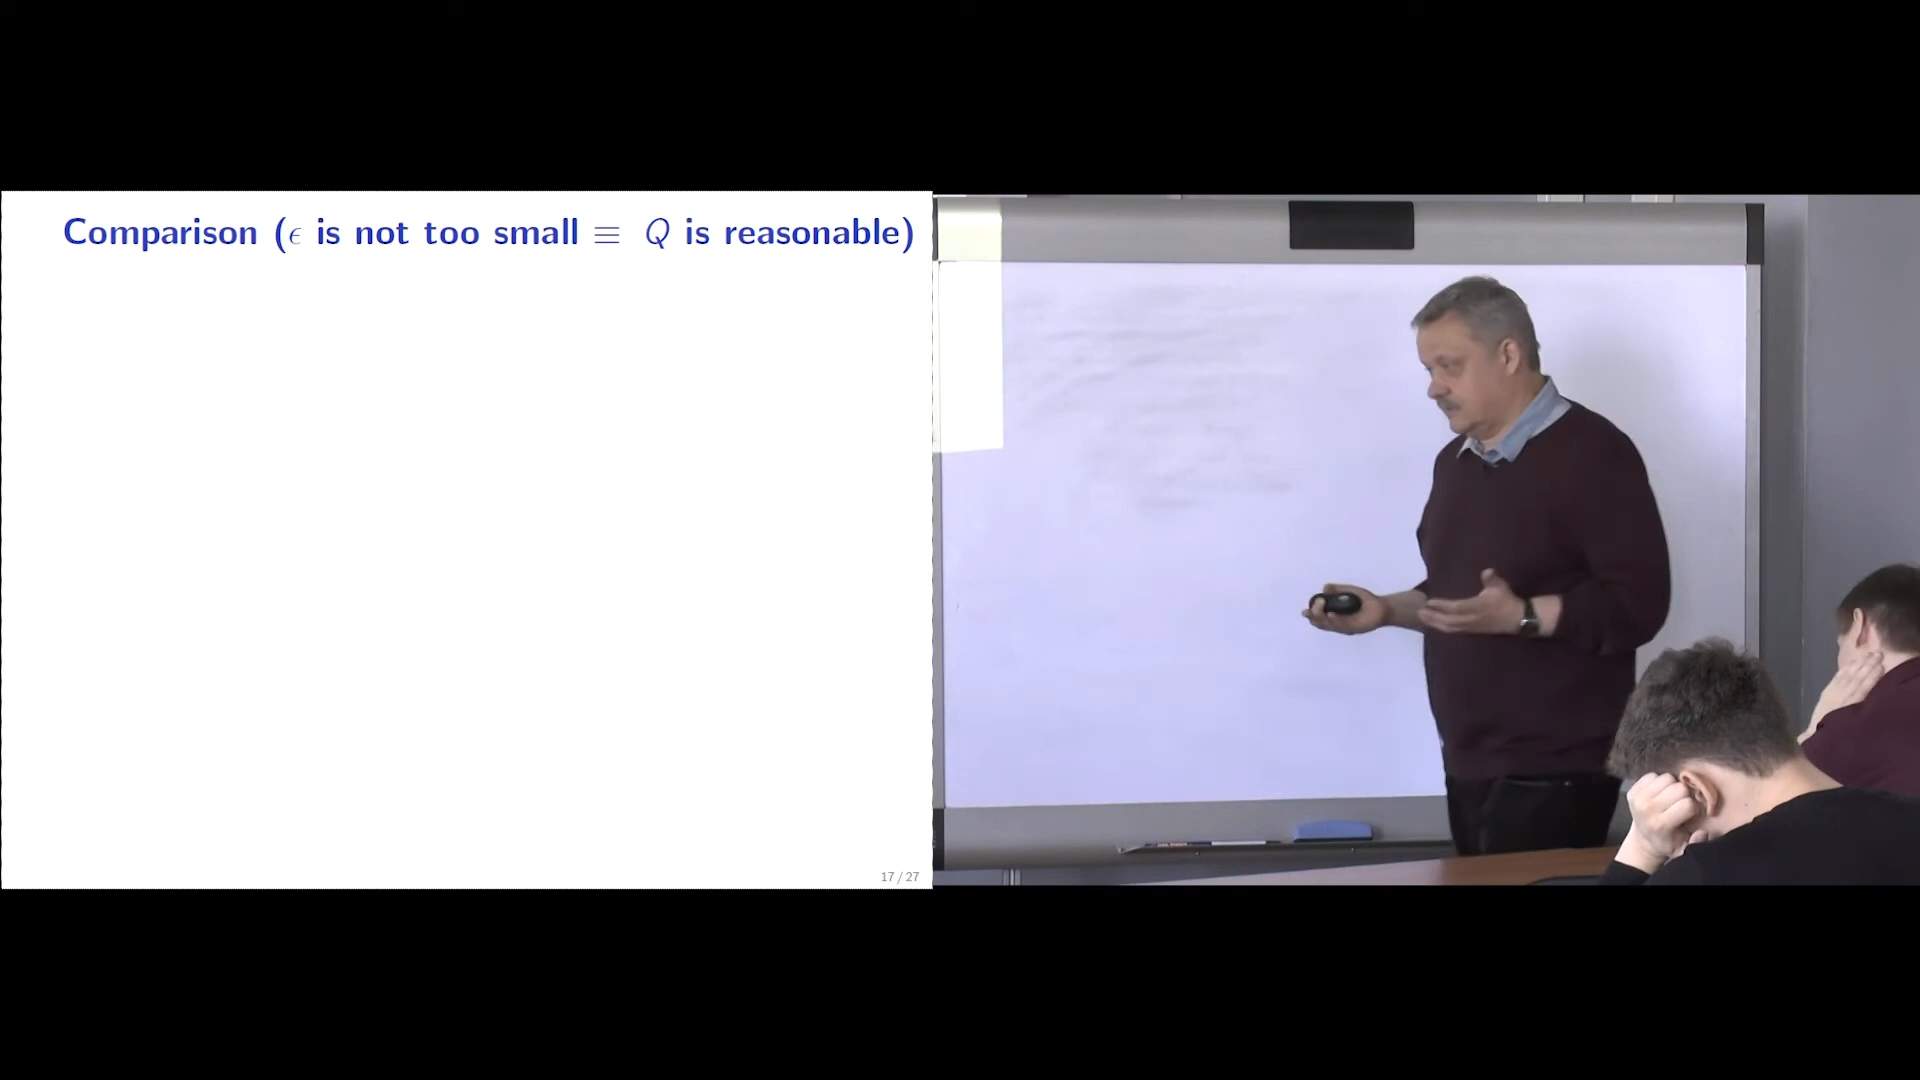 Comparison (ϵ is not too small ≡ Q is reasonable)
17 / 27